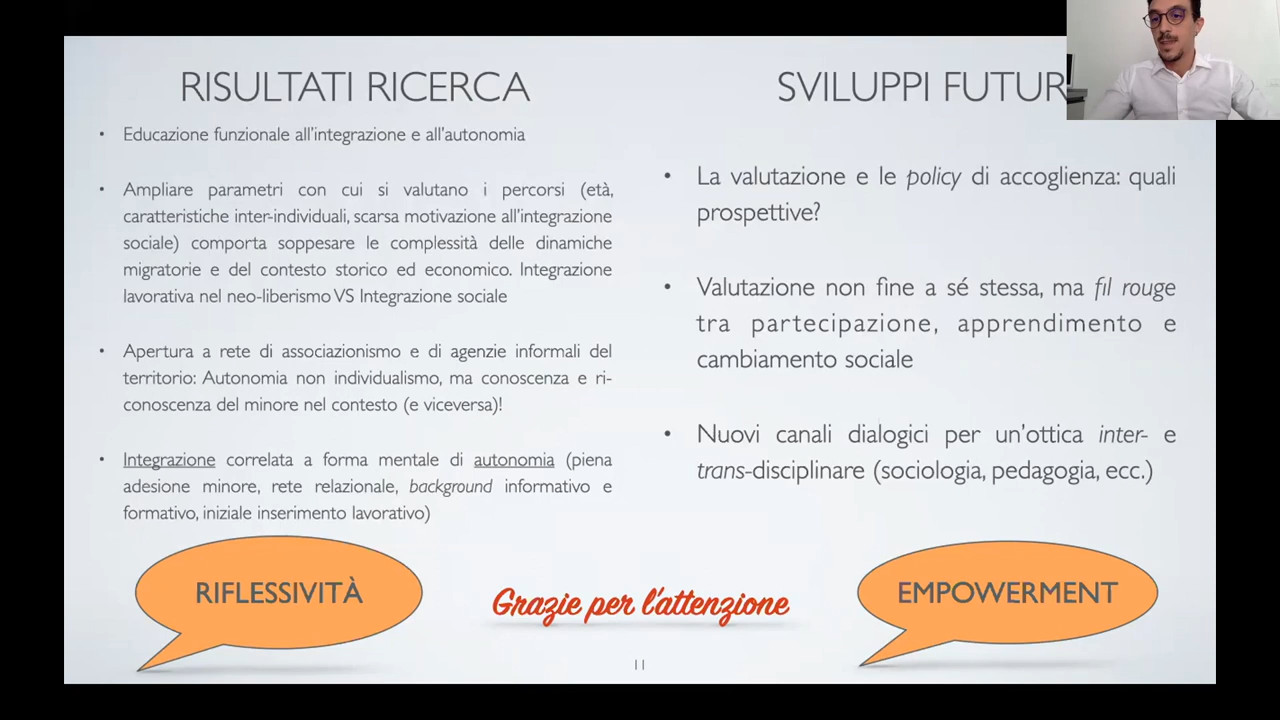 RISULTATI RICERCA
• Educazione funzionale all'integrazione e all'autonomia
• Ampliare parametri con cui si valutano i percorsi (età,
caratteristiche inter-individuali, scarsa motivazione all'integrazione
sociale) comporta soppesare le complessità delle dinamiche
migratorie e del contesto storico ed economico. Integrazione
lavorativa nel neo-liberismo VS Integrazione sociale
• Apertura a rete di associazionismo e di agenzie informali del
territorio: Autonomia non individualismo, ma conoscenza e ri-
conoscenza del minore nel contesto (e viceversa)!
• Integrazione correlata a forma mentale di autonomia (piena
adesione minore, rete relazionale, background informativo e
formativo, iniziale inserimento lavorativo)
RIFLESSIVITÀ
SVILUPPI FUTUR
• La valutazione e le policy di accoglienza: quali
prospettive?
• Valutazione non fine a sé stessa, ma fil rouge
tra partecipazione, apprendimento e
cambiamento sociale
• Nuovi canali dialogici per un'ottica inter- e
trans-disciplinare (sociologia, pedagogia, ecc.)
EMPOWERMENT
Grazie per l'attenzione
11